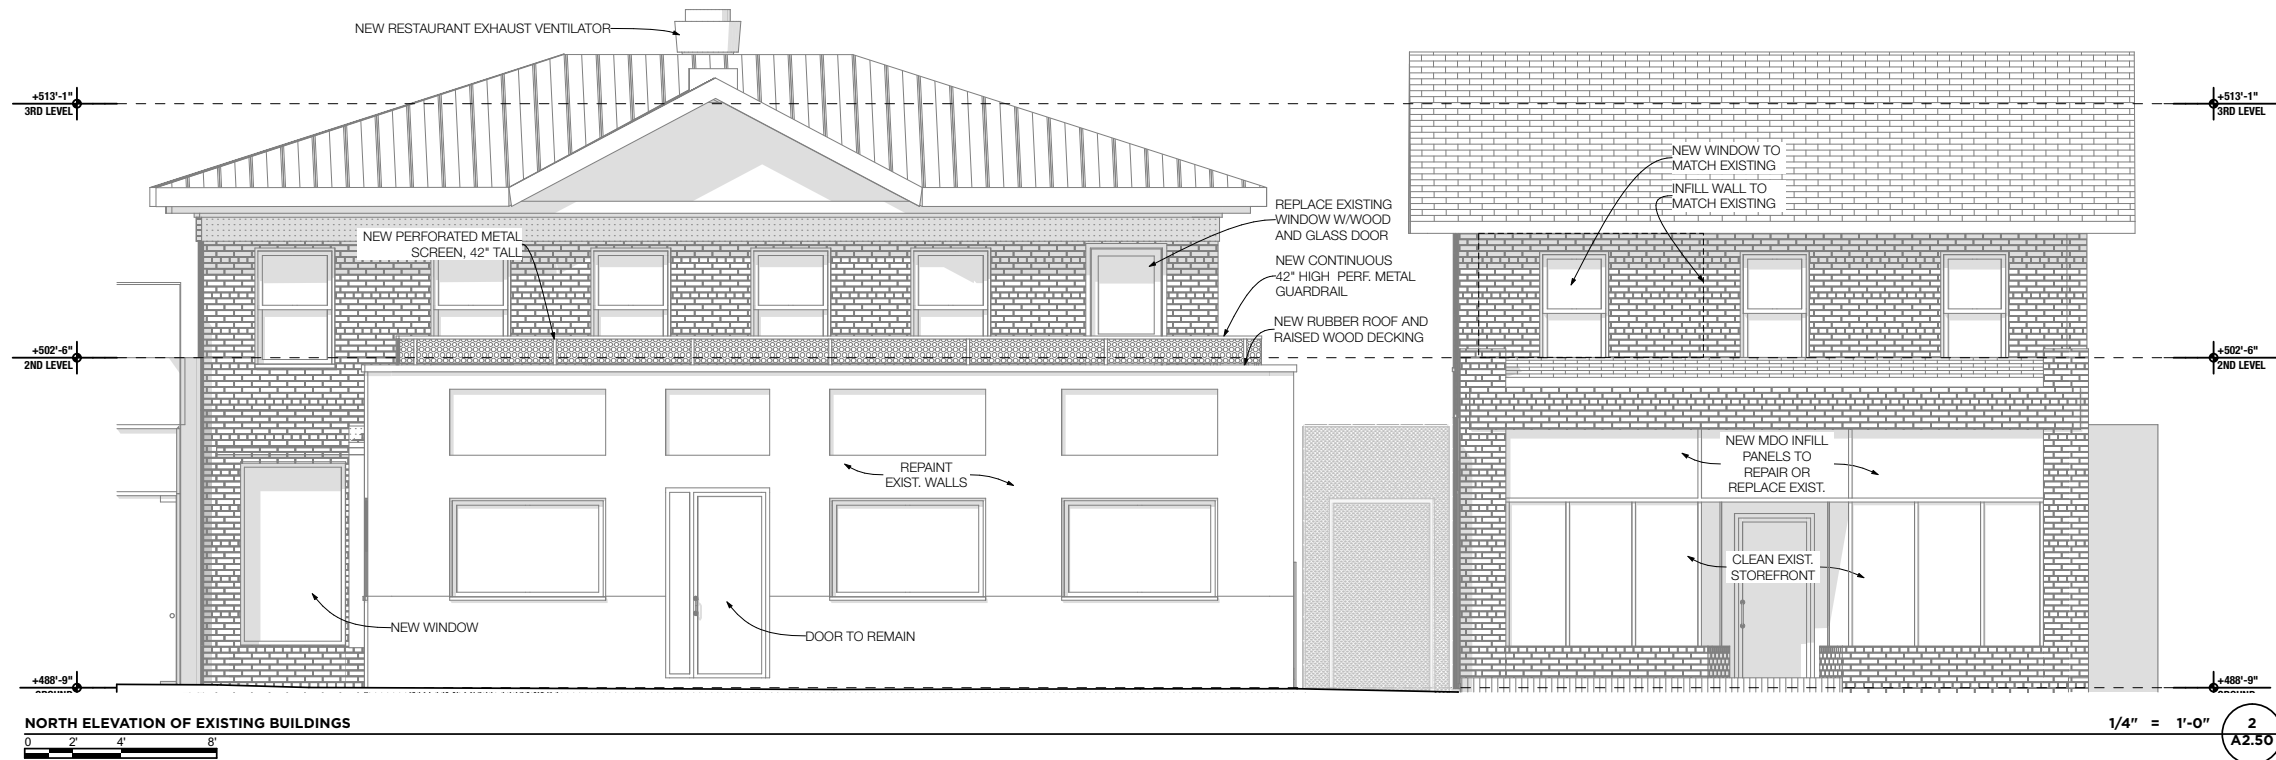 NEW RESTAURANT EXHAUST VENTILATOR
+513'-1"
3RD LEVEL
+513'-1"
3RD LEVEL
NEW WINDOW TO
MATCH EXISTING
INFILL WALL TO
MATCH EXISTING
REPLACE EXISTING
WINDOW W/WOOD
AND GLASS DOOR
NEW PERFORATED METAL
SCREEN, 42" TALL
NEW CONTINUOUS
42" HIGH PERF. METAL
GUARDRAIL
NEW RUBBER ROOF AND
RAISED WOOD DECKING
+502'-6"
2ND LEVEL
+502'-6"
2ND LEVEL
REPAINT
EXIST. WALLS
NEW MDO INFILL
PANELS TO
REPAIR OR
REPLACE EXIST.
CLEAN EXIST.
STOREFRONT
NEW WINDOW
DOOR TO REMAIN
+488'-9"
+488'-9"
NORTH ELEVATION OF EXISTING BUILDINGS
0 2' 4' 8'
1/4" = 1'-0"
2
A2.50